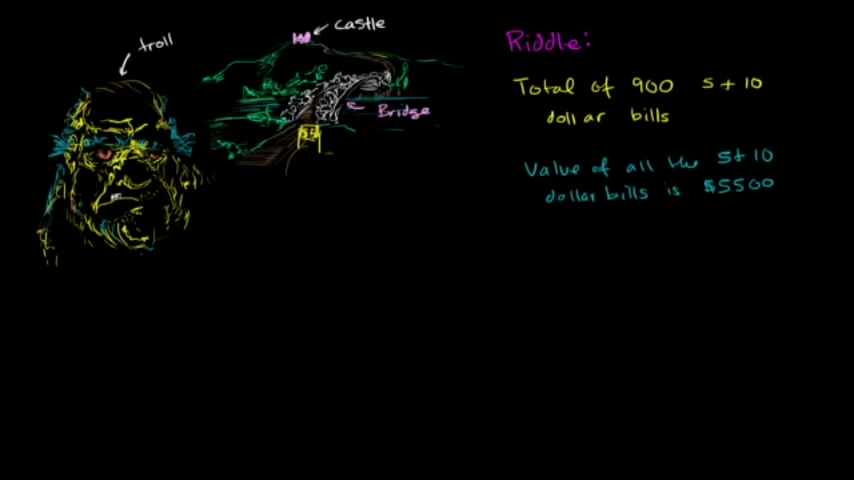 troll
castle
Bridge
$5
Riddle:
Total of 900 5 + 10
dollar bills
Value of all the 5+10
dollar bills is $5500